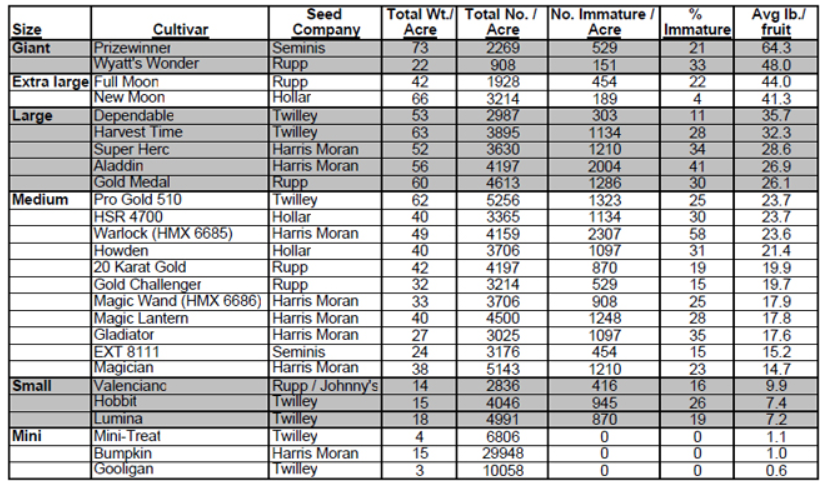 Size Cultivar Seed Company Total Wt./ Acre Total No. / Acre No. Immature / Acre % Immature Avg lb./ fruit
Giant Prizewinner Seminis 73 2269 529 21 64.3
Wyatt's Wonder Rupp 22 908 151 33 48.0
Extra large Full Moon Rupp 42 1928 454 22 44.0
New Moon Hollar 66 3214 189 4 41.3
Large Dependable Twilley 53 2987 303 11 35.7
Harvest Time Twilley 63 3895 1134 28 32.3
Super Herc Harris Moran 52 3630 1210 34 28.6
Aladdin Harris Moran 56 4197 2004 41 26.9
Gold Medal Rupp 60 4613 1286 30 26.1
Medium Pro Gold 510 Twilley 62 5256 1323 25 23.7
HSR 4700 Hollar 40 3365 1134 30 23.7
Warlock (HMX 6685) Harris Moran 49 4159 2307 58 23.6
Howden Hollar 40 3706 1097 31 21.4
20 Karat Gold Rupp 42 4197 870 19 19.9
Gold Challenger Rupp 32 3214 529 15 19.7
Magic Wand (HMX 6686) Harris Moran 33 3706 908 25 17.9
Magic Lantern Harris Moran 40 4500 1248 28 17.8
Gladiator Harris Moran 27 3025 1097 35 17.6
EXT 8111 Seminis 24 3176 454 15 15.2
Magician Harris Moran 38 5143 1210 23 14.7
Small Valenciano Rupp / Johnny's 14 2836 416 16 9.9
Hobbit Twilley 15 4046 945 26 7.4
Lumina Twilley 18 4991 870 19 7.2
Mini Mini-Treat Twilley 4 6806 0 0 1.1
Bumpkin Harris Moran 15 29948 0 0 1.0
Gooligan Twilley 3 10058 0 0 0.6